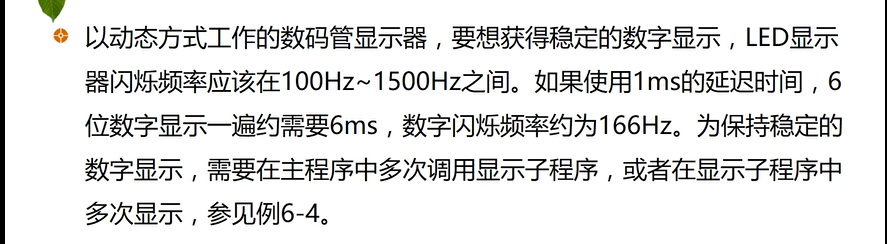 以动态方式工作的数码管显示器，要想获得稳定的数字显示，LED显示
器闪烁频率应该在100Hz~1500Hz之间。如果使用1ms的延迟时间，6
位数字显示一遍约需要6ms，数字闪烁频率约为166Hz。为保持稳定的
数字显示，需要在主程序中多次调用显示子程序，或者在显示子程序中
多次显示，参见例6-4。